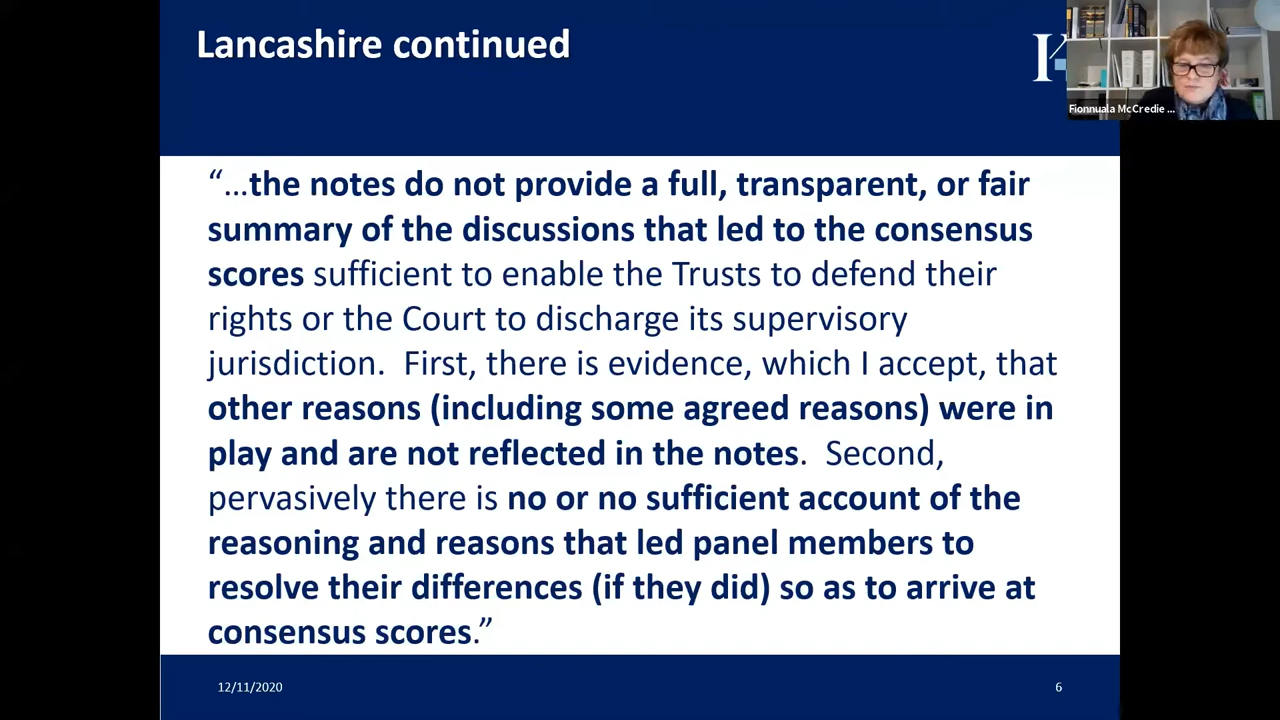 Lancashire continued
Fionnuala McCredie ...
“…the notes do not provide a full, transparent, or fair
summary of the discussions that led to the consensus
scores sufficient to enable the Trusts to defend their
rights or the Court to discharge its supervisory
jurisdiction.  First, there is evidence, which I accept, that
other reasons (including some agreed reasons) were in
play and are not reflected in the notes.  Second,
pervasively there is no or no sufficient account of the
reasoning and reasons that led panel members to
resolve their differences (if they did) so as to arrive at
consensus scores.”
12/11/2020
6